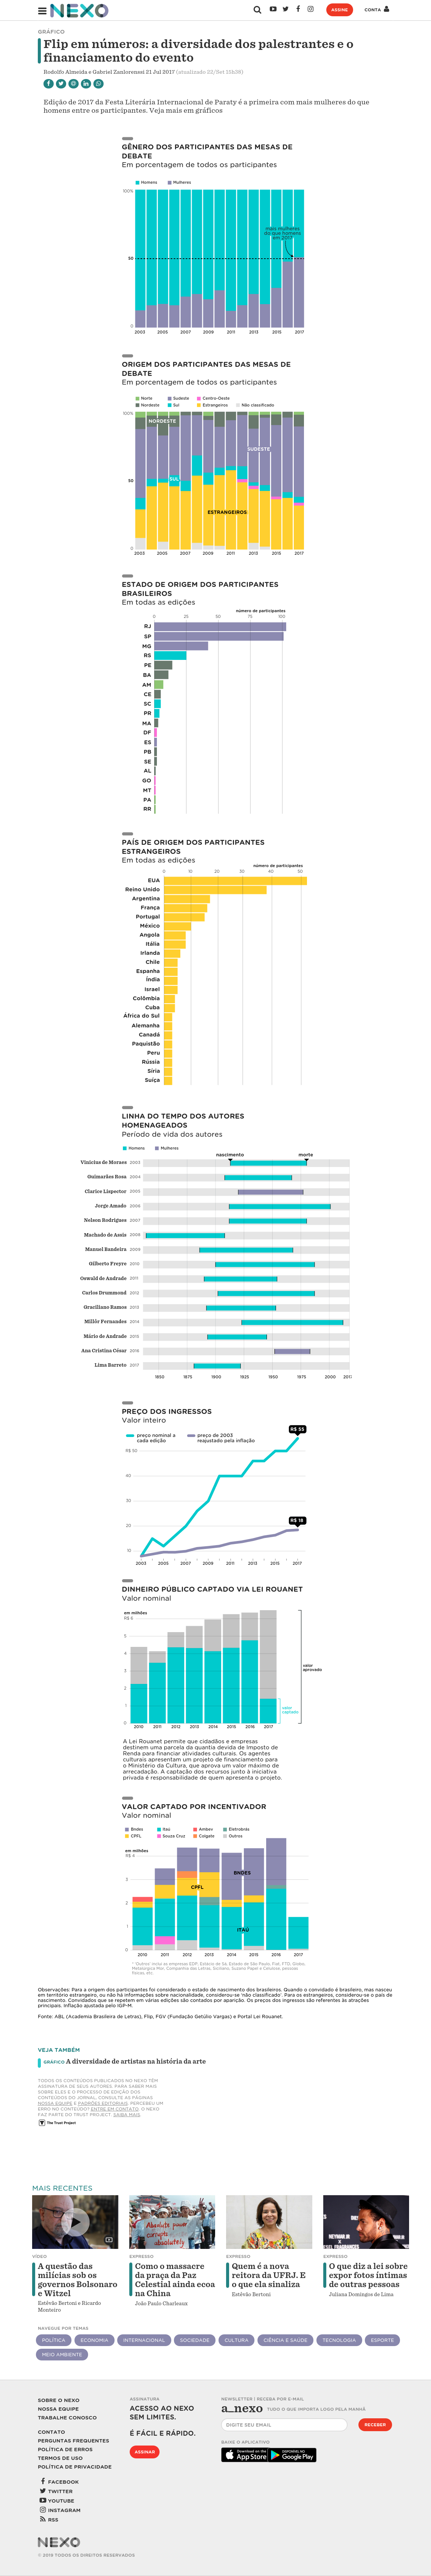 NEXO
ASSINE
CONTA
GRÁFICO
Flip em números: a diversidade dos palestrantes e o
financiamento do evento
Rodolfo Almeida e Gabriel Zanlorenssi 21 Jul 2017 (atualizado 22/Set 15h36)
Edição de 2017 da Festa Literária Internacional de Paraty é a primeira com mais mulheres do que
homens entre os participantes. Veja mais em gráficos
GÊNERO DOS PARTICIPANTES DAS MESAS DE
DEBATE
Em porcentagem de todos os participantes
Homens Mulheres
100%
mais mulheres
do que homens
em 2017
50
0
2003 2005 2007 2009 2011 2013 2015 2017
ORIGEM DOS PARTICIPANTES DAS MESAS DE
DEBATE
Em porcentagem de todos os participantes
Norte Sudeste Centro-Oeste
Nordeste Sul Estrangeiros Não classificado
100%
NORDESTE
SUDESTE
50
SUL
ESTRANGEIROS
0
2003 2005 2007 2009 2011 2013 2015 2017
ESTADO DE ORIGEM DOS PARTICIPANTES
BRASILEIROS
Em todas as edições
número de participantes
0 25 50 75 100
RJ
SP
MG
RS
PE
BA
AM
CE
SC
PR
MA
DF
ES
PB
SE
AL
GO
MT
PA
RR
PAÍS DE ORIGEM DOS PARTICIPANTES
ESTRANGEIROS
Em todas as edições
número de participantes
0 10 20 30 40 50
EUA
Reino Unido
Argentina
França
Portugal
México
Angola
Itália
Irlanda
Chile
Espanha
Índia
Israel
Colômbia
Cuba
África do Sul
Alemanha
Canadá
Paquistão
Peru
Rússia
Síria
Suíça
LINHA DO TEMPO DOS AUTORES
HOMENAGEADOS
Período de vida dos autores
Homens Mulheres
nascimento morte
Vinicius de Moraes 2003
Guimarães Rosa 2004
Clarice Lispector 2005
Jorge Amado 2006
Nelson Rodrigues 2007
Machado de Assis 2008
Manuel Bandeira 2009
Gilberto Freyre 2010
Oswald de Andrade 2011
Carlos Drummond 2012
Graciliano Ramos 2013
Millôr Fernandes 2014
Mário de Andrade 2015
Ana Cristina César 2016
Lima Barreto 2017
1850 1875 1900 1925 1950 1975 2000
PREÇO DOS INGRESSOS
Valor inteiro
R$ 55
preço nominal a
cada edição
preço de 2003
reajustado pela inflação
R$ 50
40
30
20
R$ 18
10
2003 2005 2007 2009 2011 2013 2015 2017
DINHEIRO PÚBLICO CAPTADO VIA LEI ROUANET
Valor nominal
em milhões
R$ 6
5
4
3
2
1
0
valor
aprovado
valor
captado
2010 2011 2012 2013 2014 2015 2016 2017
A Lei Rouanet permite que cidadãos e empresas
destinem uma parcela da quantia devida de Imposto de
Renda para financiar atividades culturais. Os agentes
culturais apresentam um projeto de financiamento para
o Ministério da Cultura, que aprova um valor máximo de
arrecadação. A captação dos recursos junto à iniciativa
privada é responsabilidade de quem apresenta o projeto.
VALOR CAPTADO POR INCENTIVADOR
Valor nominal
Bndes Itaú Ambev Eletrobrás
CPFL Souza Cruz Colgate Outros
em milhões
R$ 4
BNDES
3
CPFL
2
ITAÚ
1
0
2010 2011 2012 2013 2014 2015 2016 2017
Observações: Para a origem dos participantes foi considerado o estado de nascimento dos brasileiros. Quando o convidado é brasileiro, mas nasceu
em território estrangeiro, ou não há informações sobre nacionalidade, considerou-se 'não classificado'. Para os estrangeiros, considerou-se o país de
nascimento. Convidados que se repetem em várias edições são contados por aparição. Os preços dos ingressos são referentes às atrações
principais. Inflação ajustada pelo IGP-M.
Fonte: ABL (Academia Brasileira de Letras), Flip, FGV (Fundação Getúlio Vargas) e Portal Lei Rouanet.
VEJA TAMBÉM
GRÁFICO A diversidade de artistas na história da arte
TODOS OS CONTEÚDOS PUBLICADOS NO NEXO TÊM
ASSINATURA DE SEUS AUTORES. PARA SABER MAIS
SOBRE ELES E O PROCESSO DE EDIÇÃO DOS
CONTEÚDOS DO JORNAL, CONSULTE AS PÁGINAS
NOSSA EQUIPE E PADRÕES EDITORIAIS. PERCEBEU UM
ERRO NO CONTEÚDO? ENTRE EM CONTATO. O NEXO
FAZ PARTE DO TRUST PROJECT. SAIBA MAIS.
The Trust Project
MAIS RECENTES
VÍDEO
A questão das
milícias sob os
governos Bolsonaro
e Witzel
Estêvão Bertoni e Ricardo
Monteiro
EXPRESSO
Como o massacre
da praça da Paz
Celestial ainda ecoa
na China
João Paulo Charleaux
EXPRESSO
Quem é a nova
reitora da UFRJ. E
o que ela sinaliza
Estêvão Bertoni
EXPRESSO
O que diz a lei sobre
expor fotos íntimas
de outras pessoas
Juliana Domingos de Lima
NAVEGUE POR TEMAS
POLÍTICA ECONOMIA INTERNACIONAL SOCIEDADE CULTURA CIÊNCIA E SAÚDE TECNOLOGIA ESPORTE
MEIO AMBIENTE
SOBRE O NEXO
NOSSA EQUIPE
TRABALHE CONOSCO
CONTATO
PERGUNTAS FREQUENTES
POLÍTICA DE ERROS
TERMOS DE USO
POLÍTICA DE PRIVACIDADE
FACEBOOK
TWITTER
YOUTUBE
INSTAGRAM
RSS
ASSINATURA
ACESSO AO NEXO
SEM LIMITES.
É FÁCIL E RÁPIDO.
ASSINAR
NEWSLETTER | RECEBA POR E-MAIL
a_nexo TUDO O QUE IMPORTA LOGO PELA MANHÃ
DIGITE SEU EMAIL RECEBER
BAIXE O APLICATIVO
Download on the App Store DISPONÍVEL NO Google Play
NEXO
© 2019 TODOS OS DIREITOS RESERVADOS